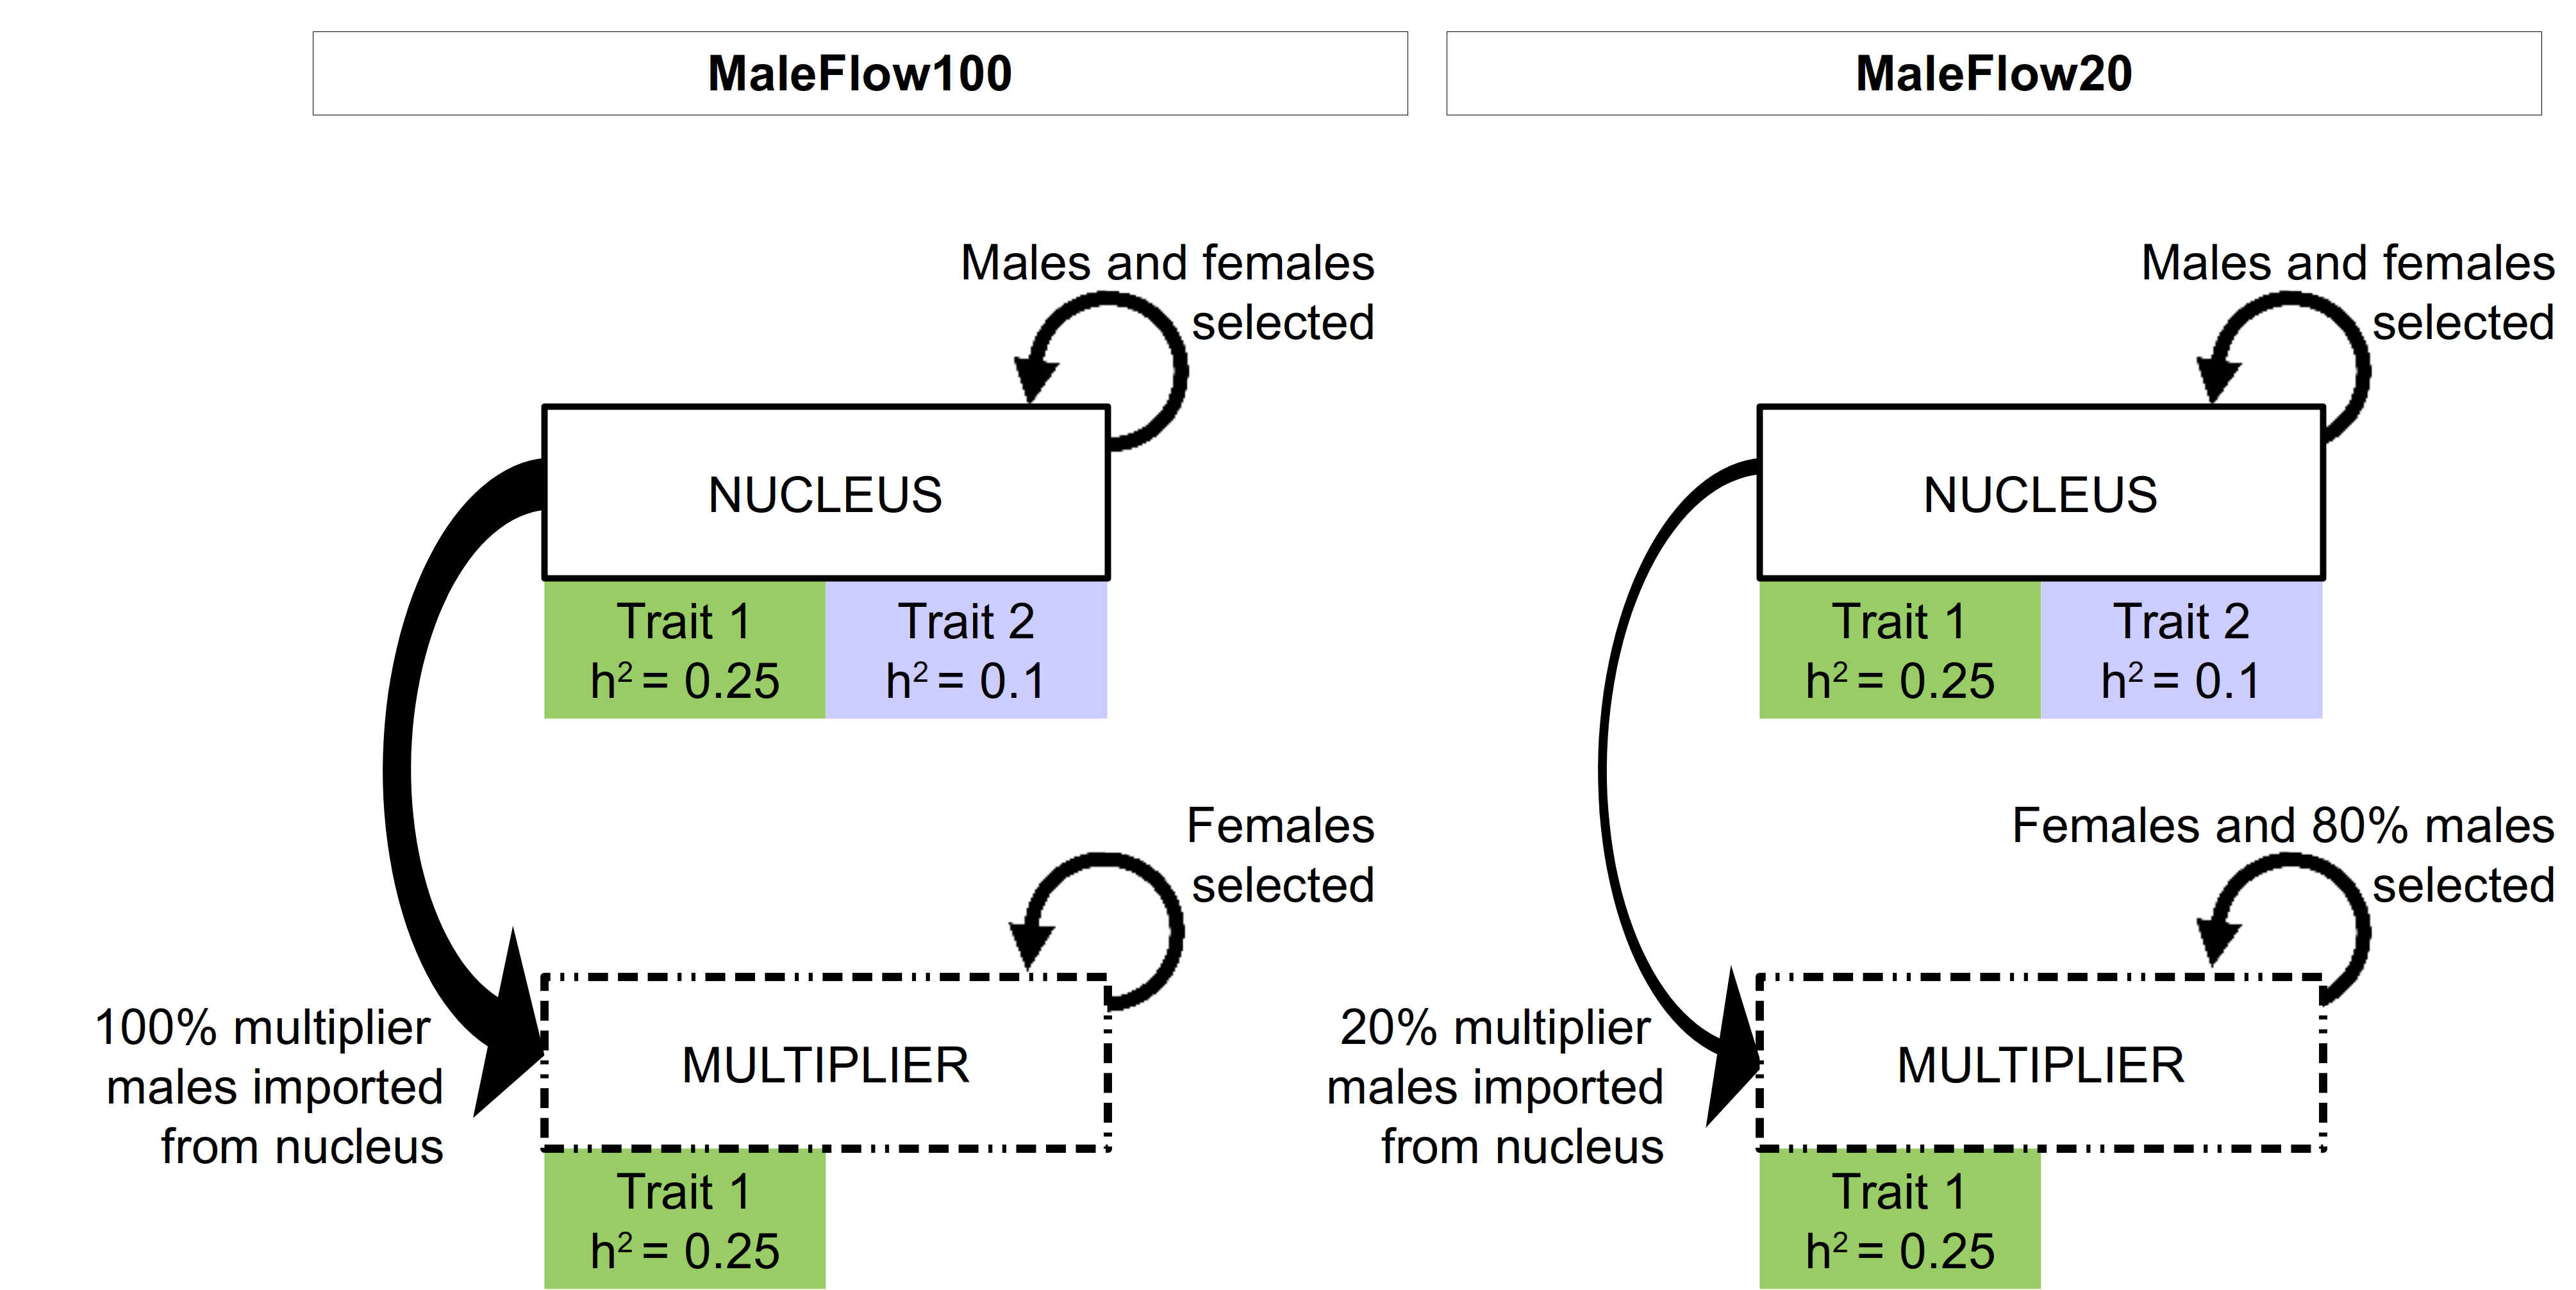 MaleFlow100
Males and females
selected
NUCLEUS
Trait 1
h² = 0.25
Trait 2
h² = 0.1
100% multiplier
males imported
from nucleus
Females
selected
MULTIPLIER
Trait 1
h² = 0.25
MaleFlow20
Males and females
selected
NUCLEUS
Trait 1
h² = 0.25
Trait 2
h² = 0.1
20% multiplier
males imported
from nucleus
Females and 80% males
selected
MULTIPLIER
Trait 1
h² = 0.25